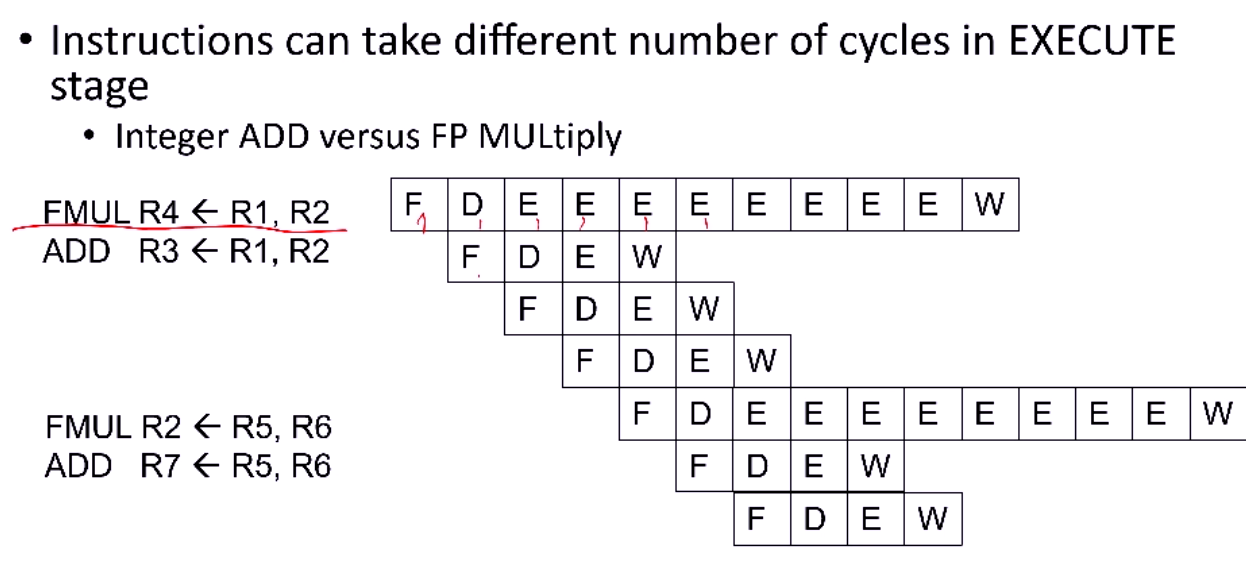 • Instructions can take different number of cycles in EXECUTE
stage
• Integer ADD versus FP MULtiply
FMUL R4 ← R1, R2 F D E E E E E E E E W
ADD R3 ← R1, R2 F D E W
F D E W
F D E W
FMUL R2 ← R5, R6 F D E E E E E E E E W
ADD R7 ← R5, R6 F D E W
F D E W